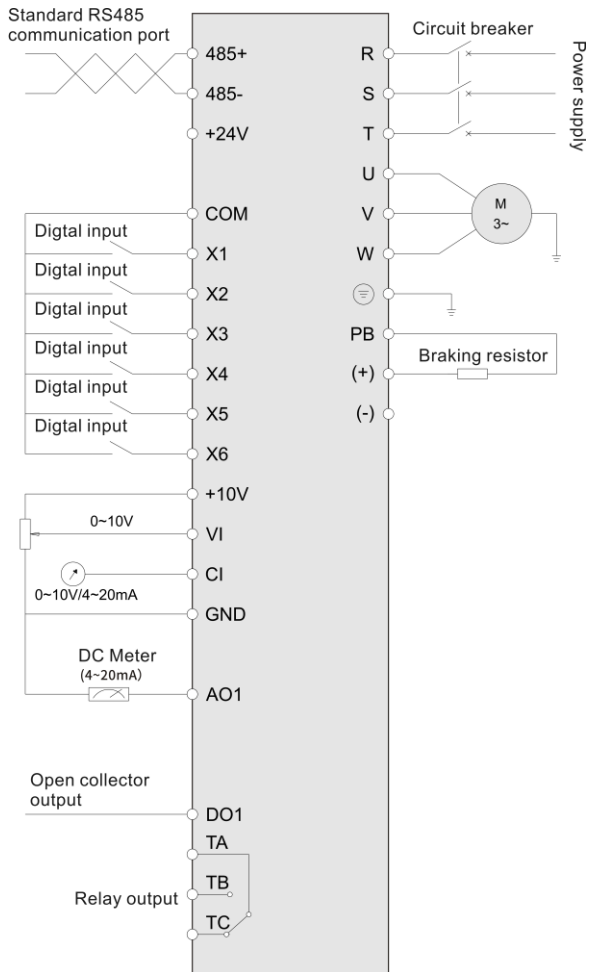 Standard RS485
communication port
485+
485-
+24V
COM
Digtal input
X1
Digtal input
X2
Digtal input
X3
Digtal input
X4
Digtal input
X5
Digtal input
X6
+10V
0~10V
VI
CI
0~10V/4~20mA
GND
DC Meter
(4~20mA)
AO1
Open collector
output
DO1
TA
TB
Relay output
TC
Circuit breaker
R
S
T
Power supply
U
V
W
M
3~
PB
Braking resistor
(+)
(-)